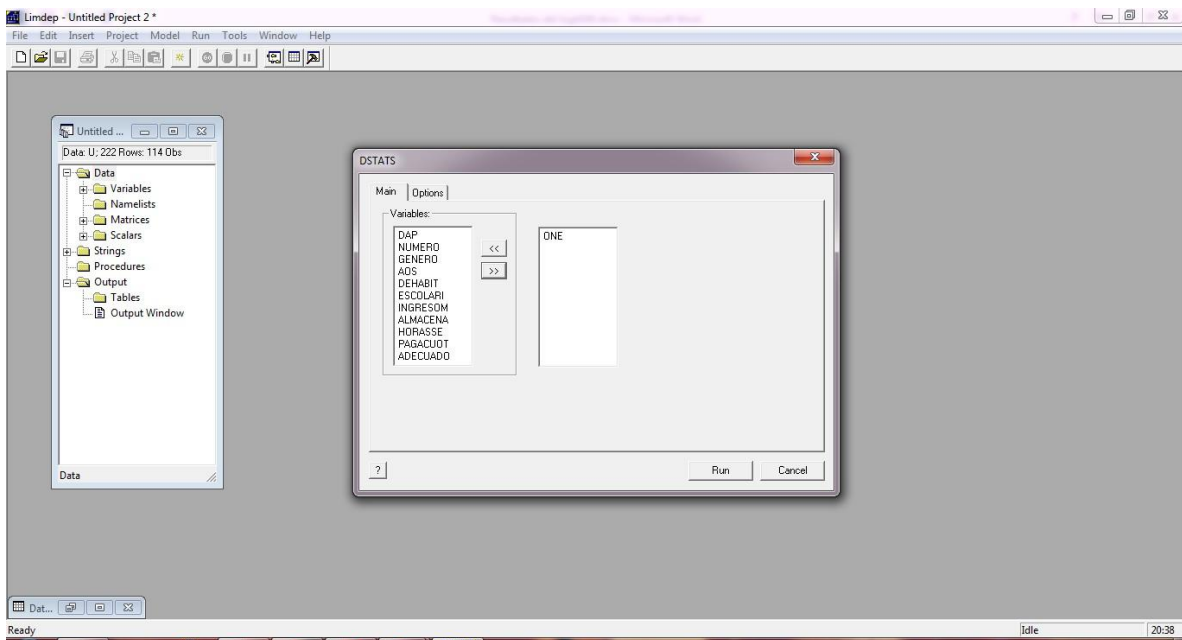 Limdep - Untitled Project 2 *
File Edit Insert Project Model Run Tools Window Help
Untitled ...
Data: U; 222 Rows: 114 Obs
Data
Variables
Namelists
Matrices
Scalars
Strings
Procedures
Output
Tables
Output Window
Data
DSTATS
Main Options
Variables:
DAP
NUMERO
GENERO
AOS
DEHABIT
ESCOLARI
INGRESOM
ALMACENA
HORASSE
PAGACUOT
ADECUADO
<<
>>
ONE
?
Run Cancel
Dat...
Ready Idle 20:38